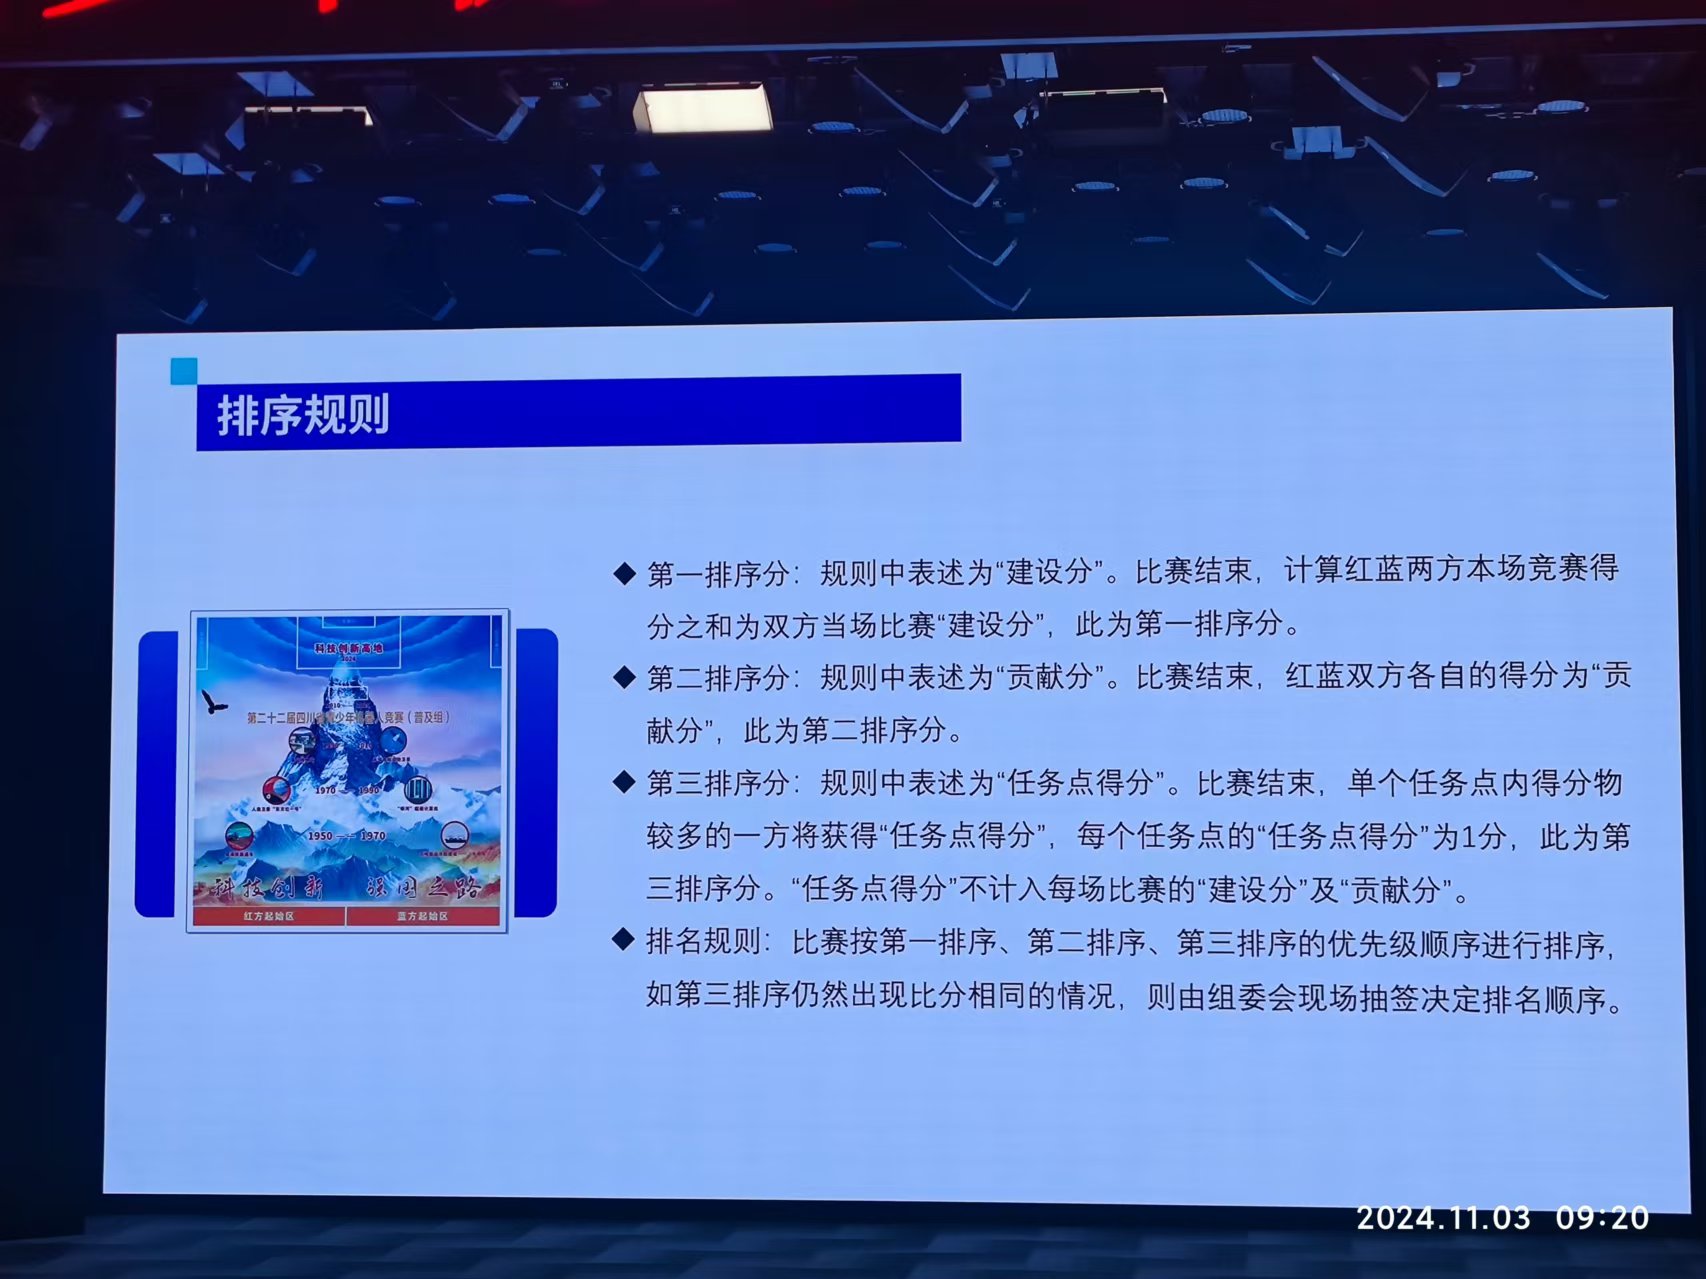 排序规则
◆ 第一排序分：规则中表述为“建设分”。比赛结束，计算红蓝两方本场竞赛得
分之和为双方当场比赛“建设分”，此为第一排序分。
◆ 第二排序分：规则中表述为“贡献分”。比赛结束，红蓝双方各自的得分为“贡
献分”，此为第二排序分。
◆ 第三排序分：规则中表述为“任务点得分”。比赛结束，单个任务点内得分物
较多的一方将获得“任务点得分”，每个任务点的“任务点得分”为1分，此为第
三排序分。“任务点得分”不计入每场比赛的“建设分”及“贡献分”。
◆ 排名规则：比赛按第一排序、第二排序、第三排序的优先级顺序进行排序，
如第三排序仍然出现比分相同的情况，则由组委会现场抽签决定排名顺序。
科技创新高地
2024
第二十二届四川省青少年机器人竞赛（普及组）
1970 — 1990
1950 — 1970
科技创新 强国之路
红方起始区
蓝方起始区
2024.11.03 09:20